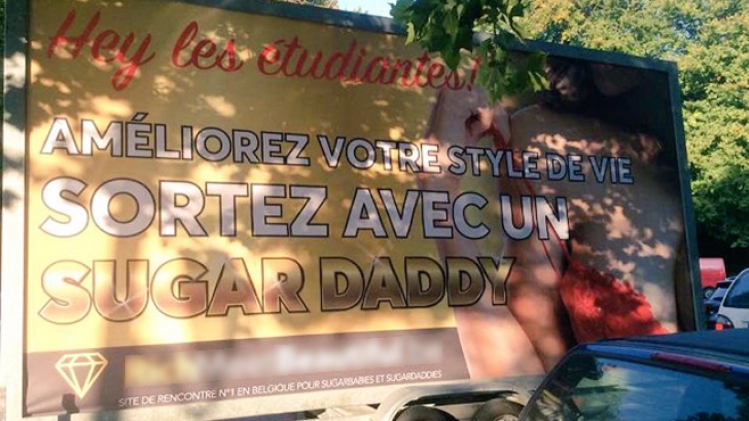 Hey les étudiantes!
AMÉLIOREZ VOTRE STYLE DE VIE
SORTEZ AVEC UN
SUGAR DADDY
SITE DE RENCONTRE N°1 EN BELGIQUE POUR SUGARBABIES ET SUGARDADDIES